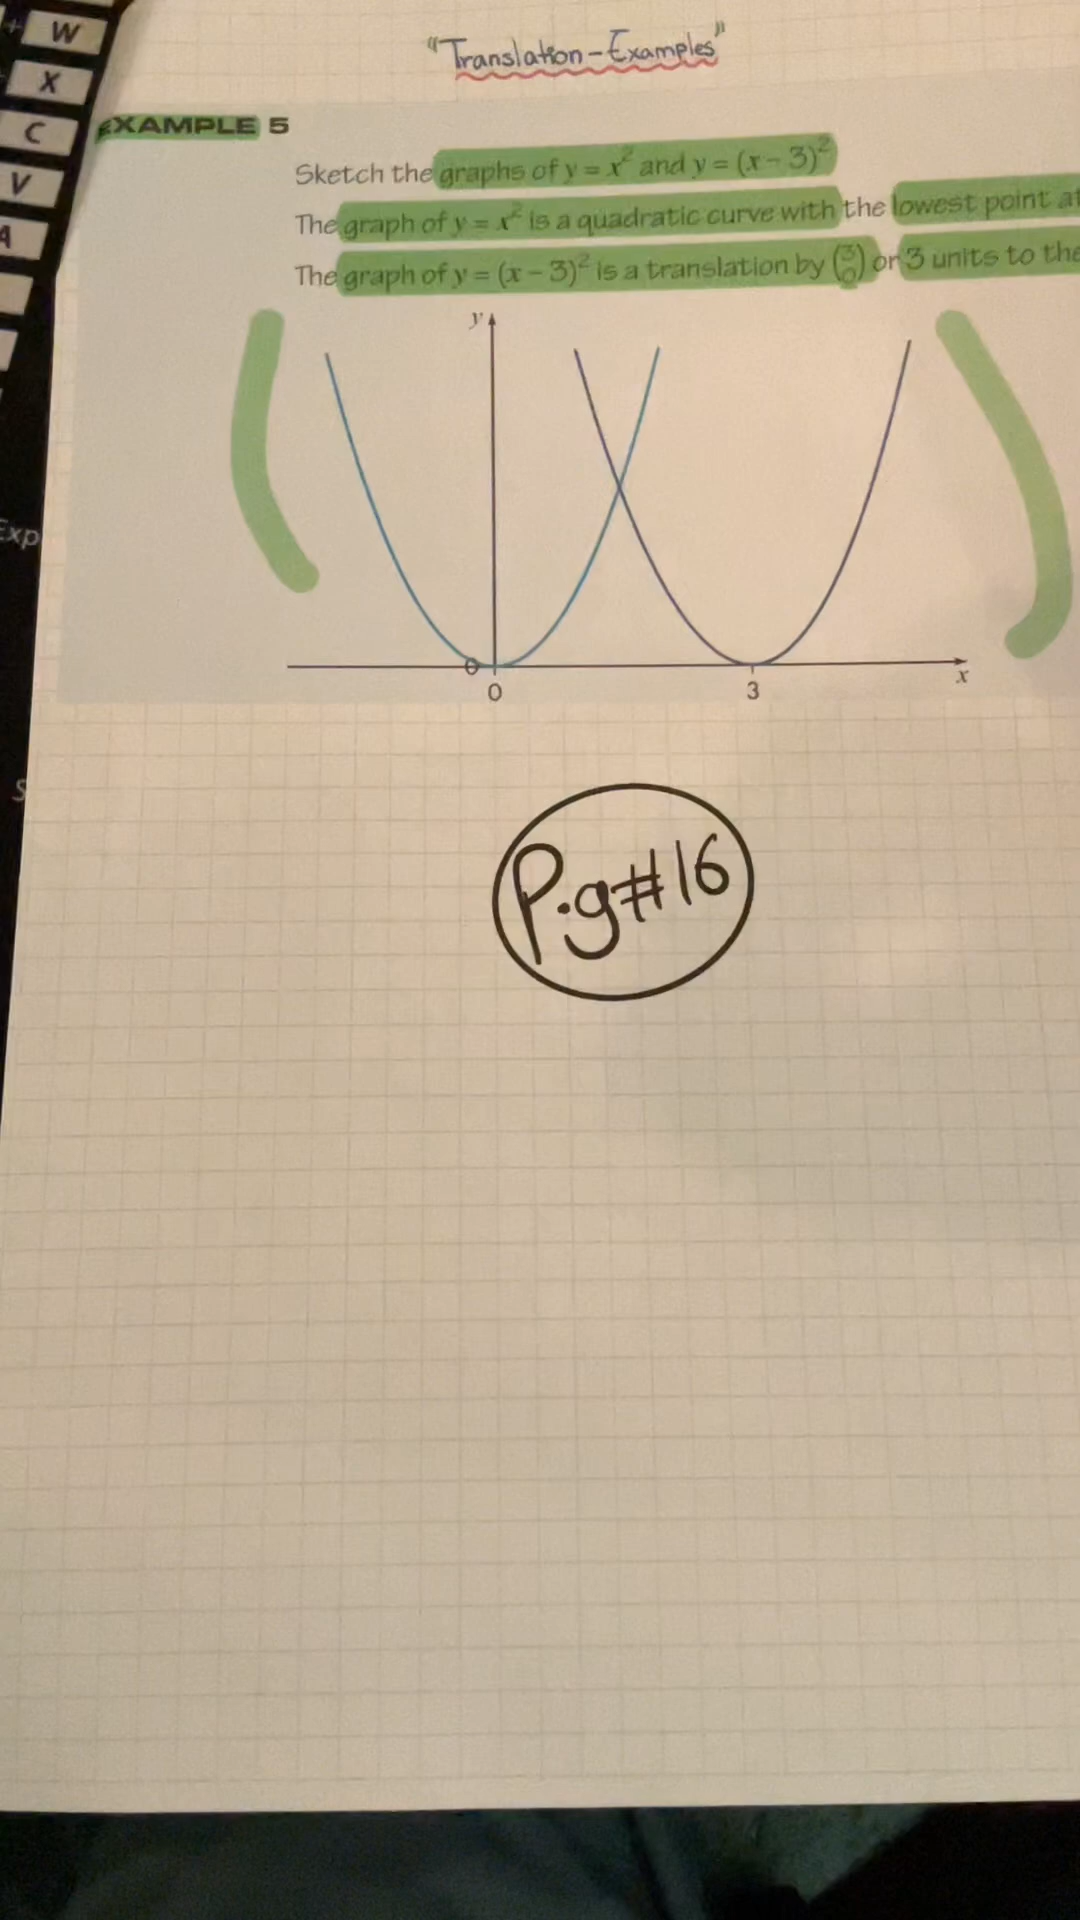 W
X
C
V
A
Exp
S
"Translation-Examples"
EXAMPLE 5
Sketch the graphs of y = x² and y = (x − 3)²
The graph of y = x² is a quadratic curve with the lowest point at
The graph of y = (x − 3)² is a translation by (3 0) or 3 units to the
y
O
0
3
x
P.g#16